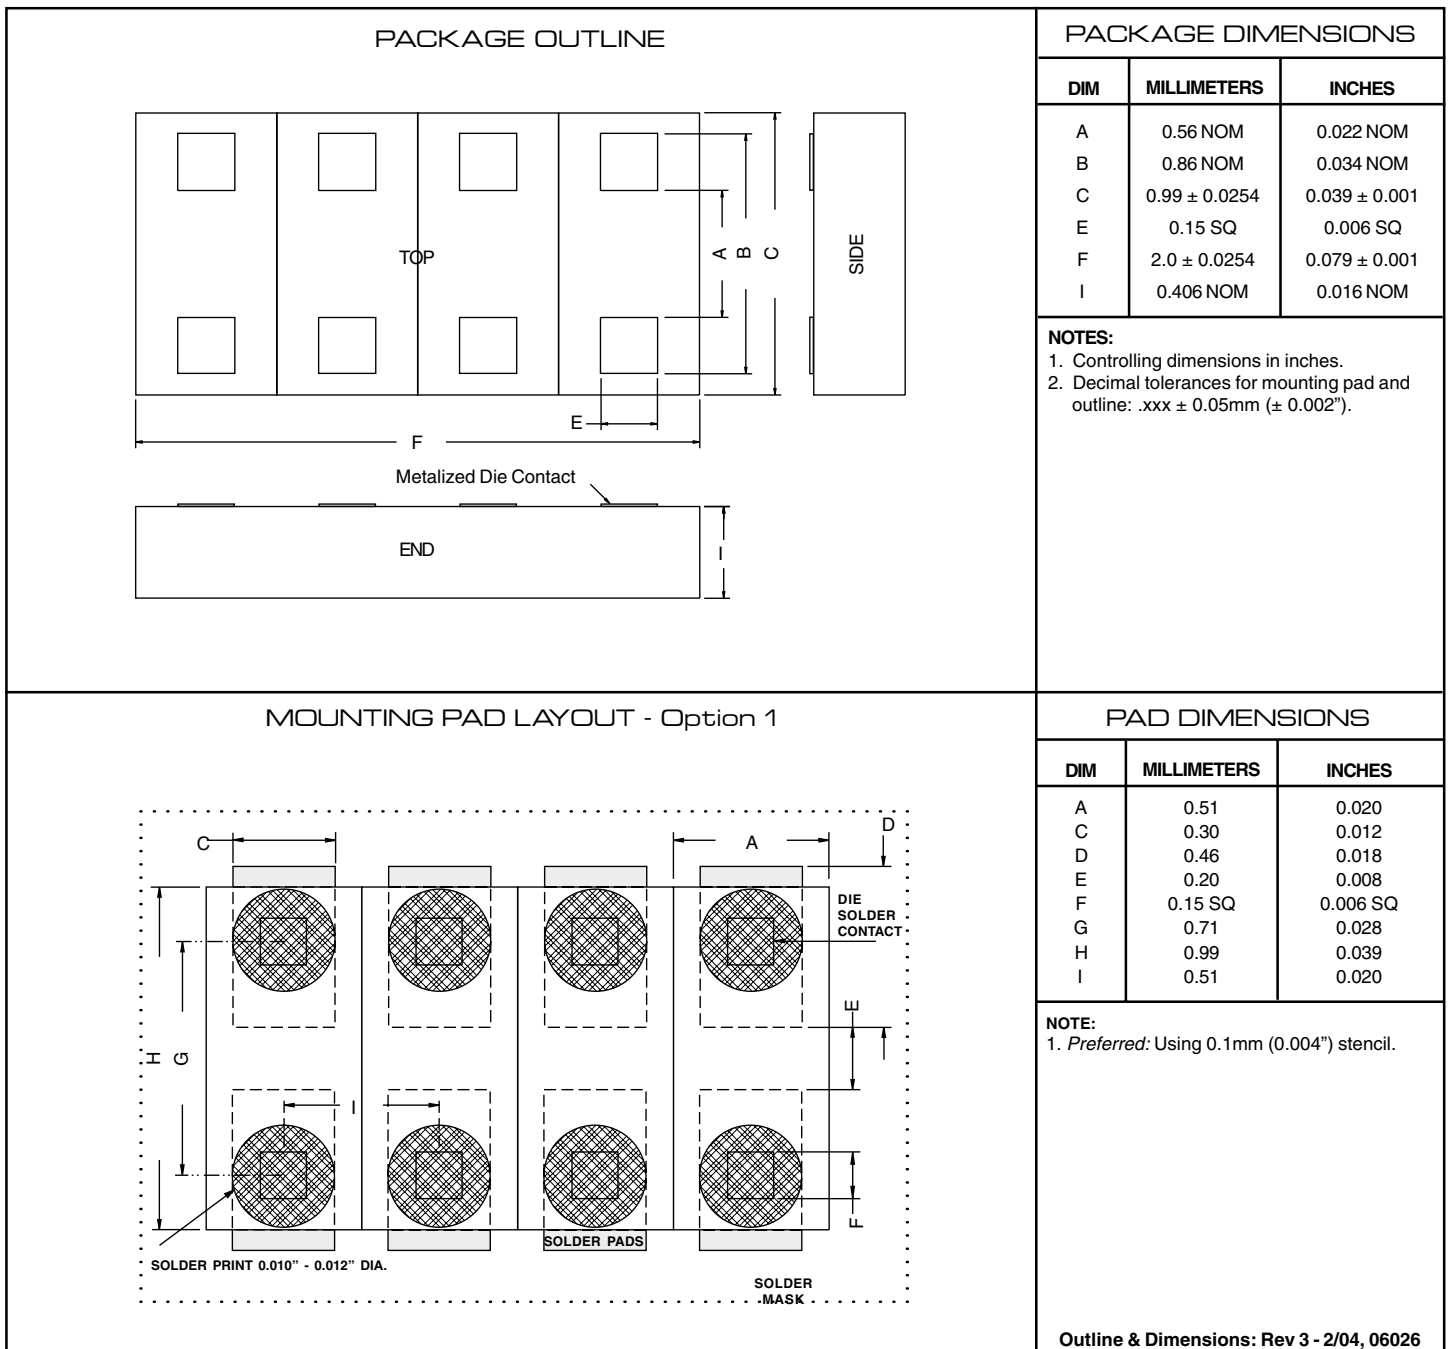 PACKAGE OUTLINE
TOP
A
B
C
SIDE
E
F
Metalized Die Contact
END
I
PACKAGE DIMENSIONS
DIM MILLIMETERS INCHES
A 0.56 NOM 0.022 NOM
B 0.86 NOM 0.034 NOM
C 0.99 ± 0.0254 0.039 ± 0.001
E 0.15 SQ 0.006 SQ
F 2.0 ± 0.0254 0.079 ± 0.001
I 0.406 NOM 0.016 NOM
NOTES:
1. Controlling dimensions in inches.
2. Decimal tolerances for mounting pad and
outline: .xxx ± 0.05mm (± 0.002”).
MOUNTING PAD LAYOUT - Option 1
C
A
D
DIE
SOLDER
CONTACT
E
H
G
I
F
SOLDER PADS
SOLDER PRINT 0.010” - 0.012” DIA.
SOLDER
MASK
PAD DIMENSIONS
DIM MILLIMETERS INCHES
A 0.51 0.020
C 0.30 0.012
D 0.46 0.018
E 0.20 0.008
F 0.15 SQ 0.006 SQ
G 0.71 0.028
H 0.99 0.039
I 0.51 0.020
NOTE:
1. Preferred: Using 0.1mm (0.004”) stencil.
Outline & Dimensions: Rev 3 - 2/04, 06026